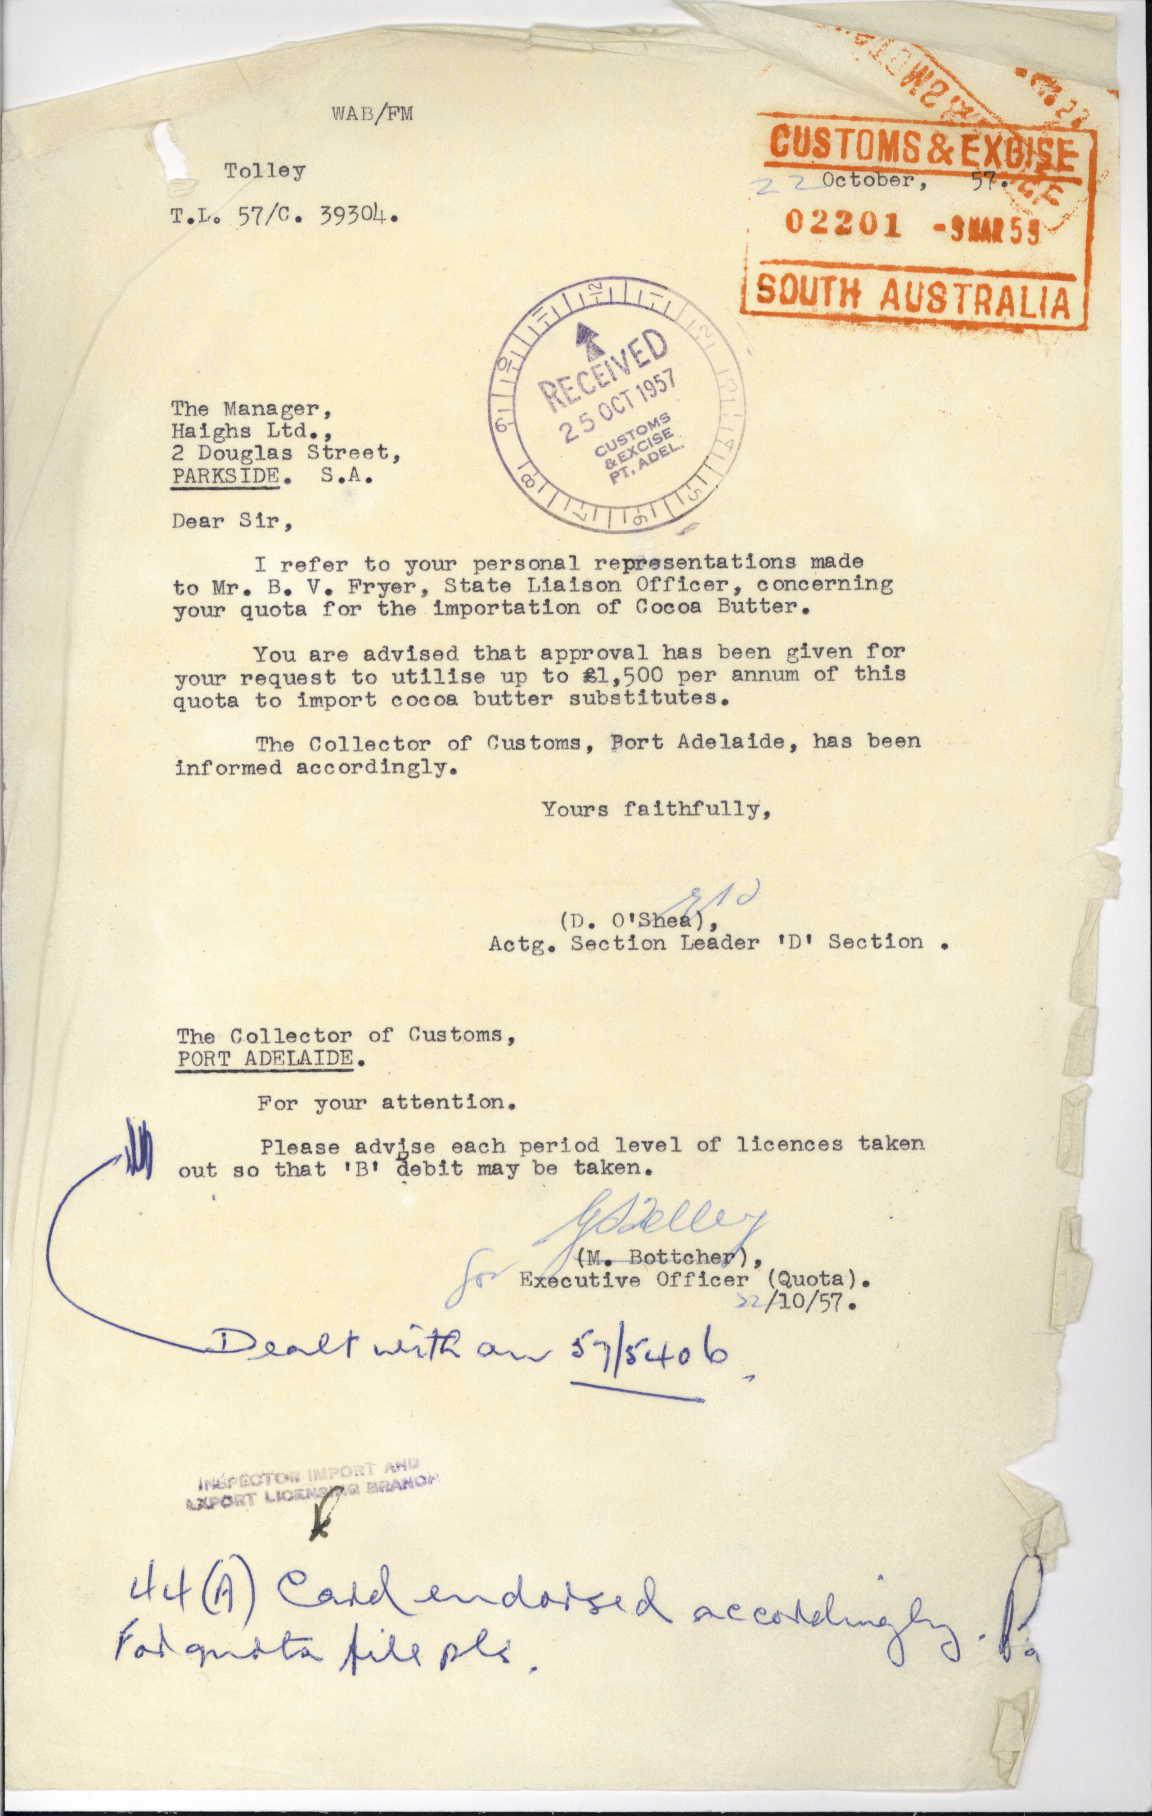 WAB/FM
Tolley
T.L. 57/C. 39304.
CUSTOMS & EXCISE
22 October, 57.
02201 -9 MAR 59
SOUTH AUSTRALIA
RECEIVED
25 OCT 1957
CUSTOMS
& EXCISE
PT. ADEL.
The Manager,
Haighs Ltd.,
2 Douglas Street,
PARKSIDE. S.A.
Dear Sir,
I refer to your personal representations made
to Mr. B. V. Fryer, State Liaison Officer, concerning
your quota for the importation of Cocoa Butter.
You are advised that approval has been given for
your request to utilise up to £1,500 per annum of this
quota to import cocoa butter substitutes.
The Collector of Customs, Port Adelaide, has been
informed accordingly.
Yours faithfully,
(D. O'Shea),
Actg. Section Leader 'D' Section .
The Collector of Customs,
PORT ADELAIDE.
For your attention.
Please advise each period level of licences taken
out so that 'B' debit may be taken.
(M. Bottcher),
for Executive Officer (Quota).
22/10/57.
Dealt with on 57/5406.
INSPECTOR IMPORT AND
EXPORT LICENSING BRANCH
44(A) Card endorsed accordingly.
For quota file pls.